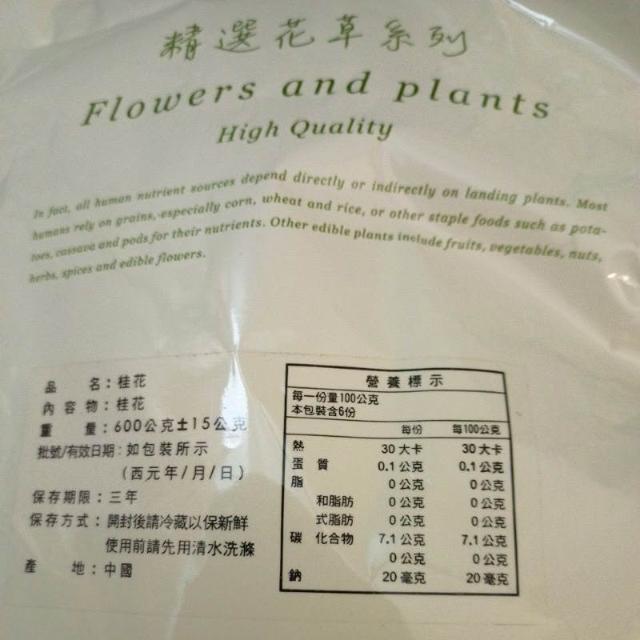 精選花草系列
Flowers and plants
High Quality
In fact, all human nutrient sources depend directly or indirectly on landing plants. Most
humans rely on grains, especially corn, wheat and rice, or other staple foods such as pota-
toes, cassava and pods for their nutrients. Other edible plants include fruits, vegetables, nuts,
herbs, spices and edible flowers.
品 名：桂花
內容物：桂花
重 量：600公克±15公克
批號/有效日期：如包裝所示
（西元年/月/日）
保存期限：三年
保存方式：開封後請冷藏以保新鮮
使用前請先用清水洗滌
產 地：中國
營養標示
每一份量100公克
本包裝含6份
每份 每100公克
熱 30大卡 30大卡
蛋 質 0.1公克 0.1公克
脂 0公克 0公克
和脂肪 0公克 0公克
式脂肪 0公克 0公克
碳 化合物 7.1公克 7.1公克
0公克 0公克
鈉 20毫克 20毫克